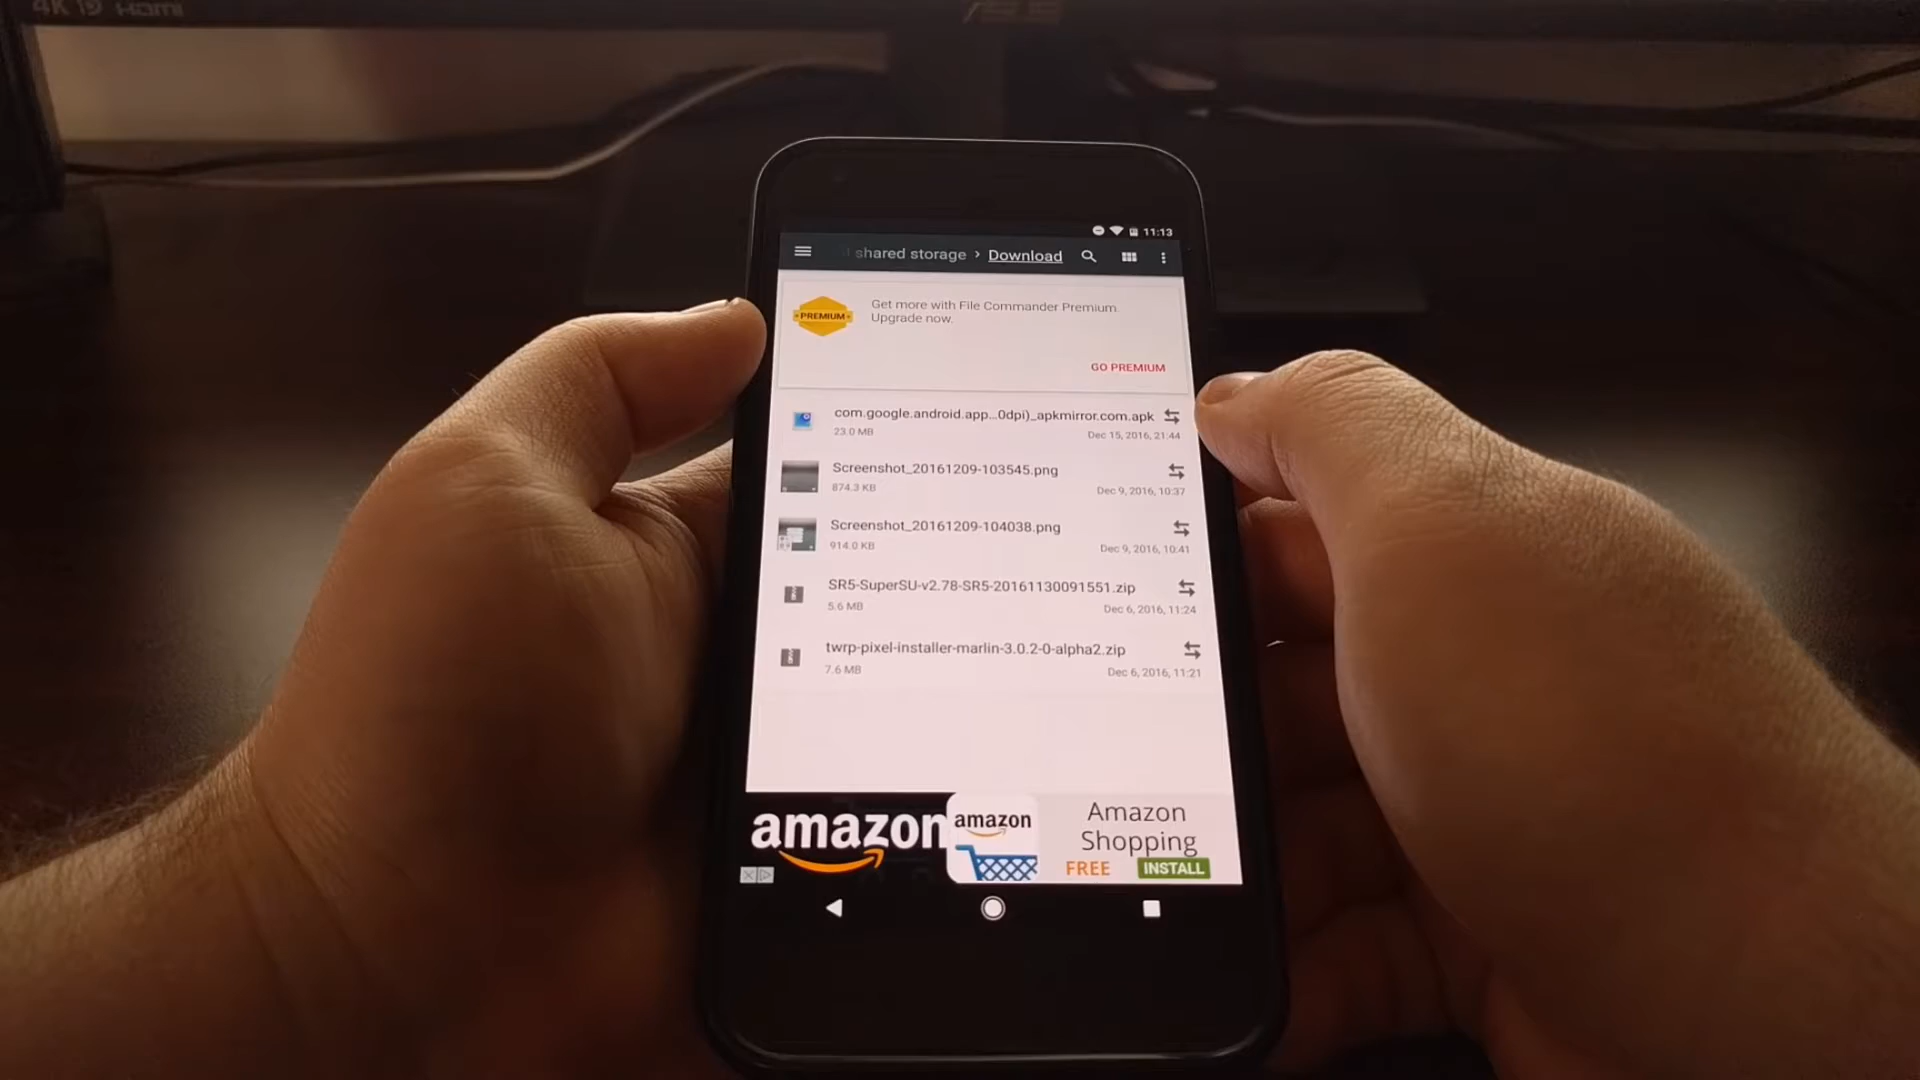 4K HDMI
11:13
shared storage > Download
PREMIUM
Get more with File Commander Premium.
Upgrade now.
GO PREMIUM
com.google.android.app...0dpi)_apkmirror.com.apk
23.0 MB
Dec 15, 2016, 21:44
Screenshot_20161209-103545.png
874.3 KB
Dec 9, 2016, 10:37
Screenshot_20161209-104038.png
914.0 KB
Dec 9, 2016, 10:41
SR5-SuperSU-v2.78-SR5-20161130091551.zip
5.6 MB
Dec 6, 2016, 11:24
twrp-pixel-installer-marlin-3.0.2-0-alpha2.zip
7.6 MB
Dec 6, 2016, 11:21
amazon
amazon
Amazon
Shopping
FREE
INSTALL